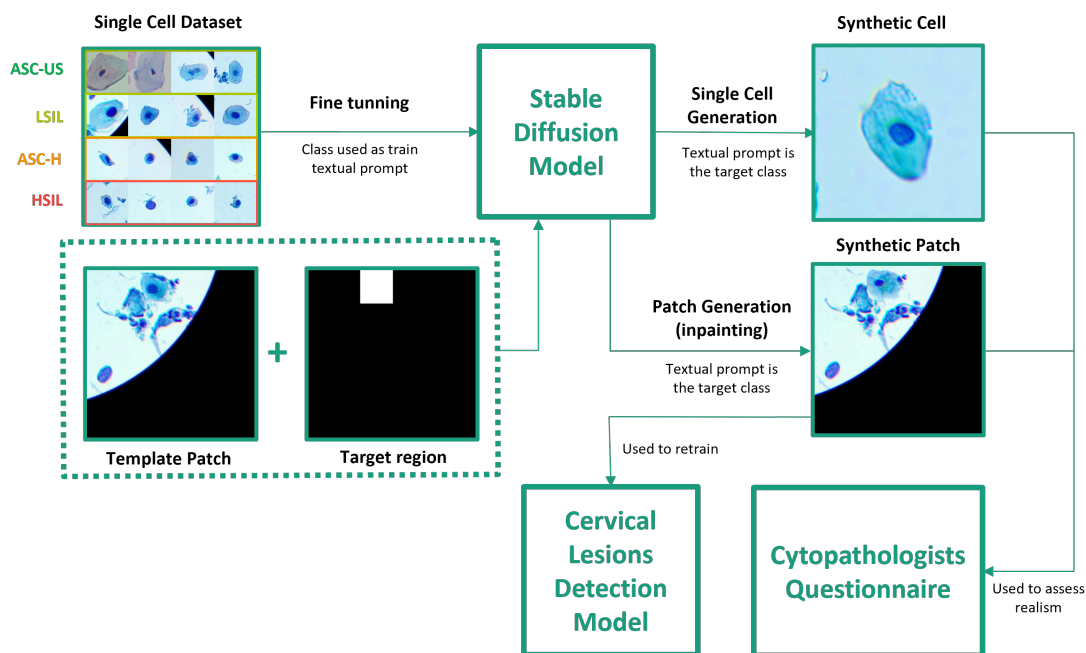 Single Cell Dataset
ASC-US
LSIL
ASC-H
HSIL
Fine tunning
Class used as train
textual prompt
Stable
Diffusion
Model
Single Cell
Generation
Textual prompt is
the target class
Synthetic Cell
Template Patch
+
Target region
Patch Generation
(inpainting)
Textual prompt is
the target class
Synthetic Patch
Used to retrain
Cervical
Lesions
Detection
Model
Cytopathologists
Questionnaire
Used to assess
realism